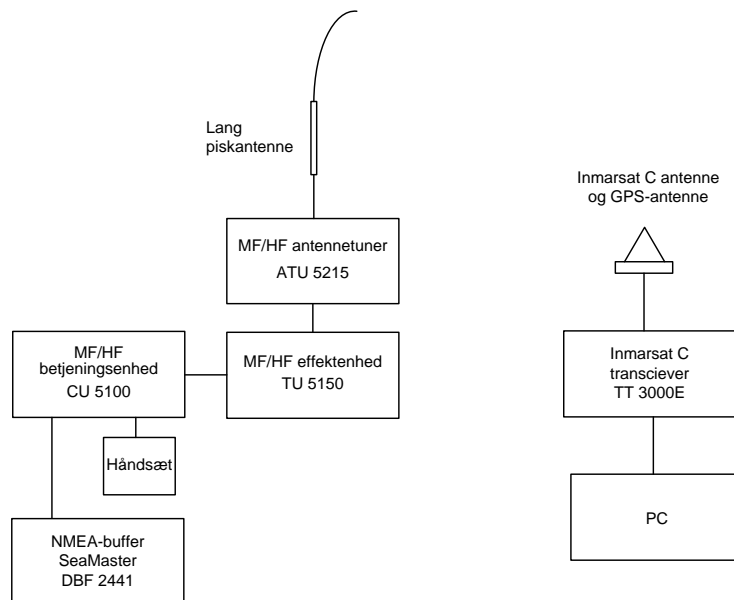 Lang
piskantenne
Inmarsat C antenne
og GPS-antenne
MF/HF antennetuner
ATU 5215
MF/HF
betjeningsenhed
CU 5100
MF/HF effektenhed
TU 5150
Inmarsat C
transciever
TT 3000E
Håndsæt
PC
NMEA-buffer
SeaMaster
DBF 2441